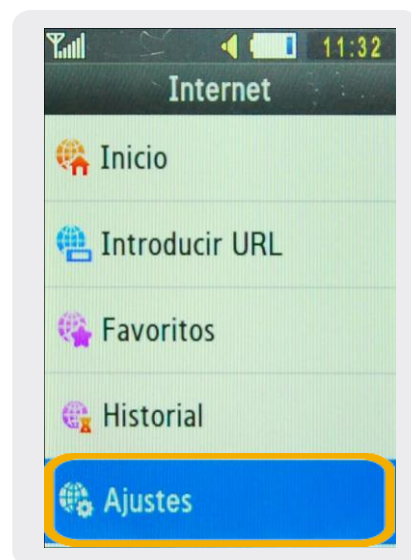 11:32
Internet
Inicio
Introducir URL
Favoritos
Historial
Ajustes